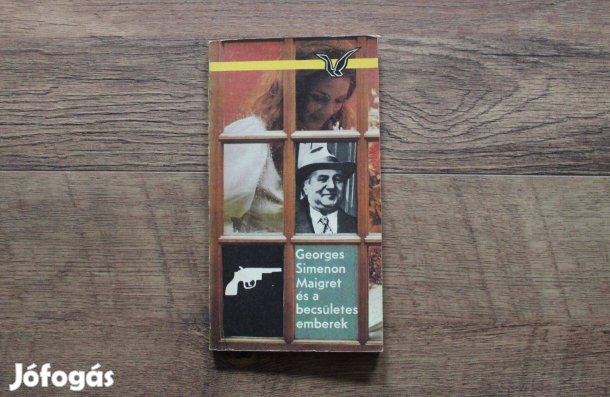 Georges
Simenon
Maigret
és a
becsületes
emberek
Jófogás